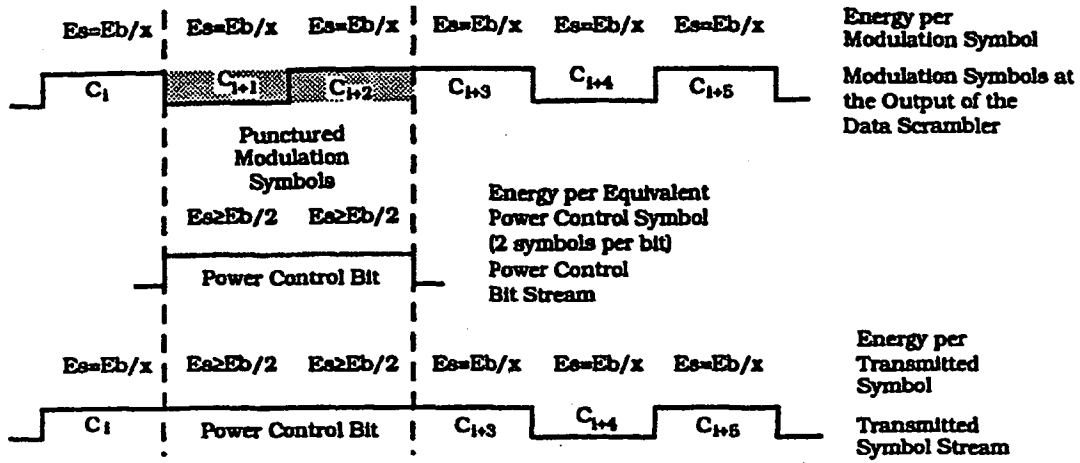 Es=Eb/x Es=Eb/x Es=Eb/x Es=Eb/x Es=Eb/x Es=Eb/x
Energy per
Modulation Symbol
Ci Ci+1 Ci+2 Ci+3 Ci+4 Ci+5
Modulation Symbols at
the Output of the
Data Scrambler
Punctured
Modulation
Symbols
Es≥Eb/2 Es≥Eb/2
Energy per Equivalent
Power Control Symbol
(2 symbols per bit)
Power Control Bit
Power Control
Bit Stream
Es=Eb/x Es≥Eb/2 Es≥Eb/2 Es=Eb/x Es=Eb/x Es=Eb/x
Energy per
Transmitted
Symbol
Ci Power Control Bit Ci+3 Ci+4 Ci+5
Transmitted
Symbol Stream